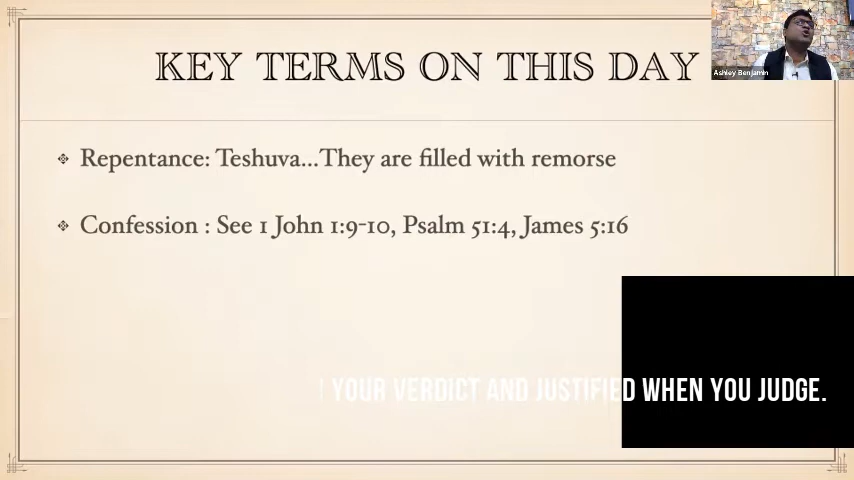 KEY TERMS ON THIS DAY
Ashley Benjamin
Repentance: Teshuva...They are filled with remorse
Confession : See 1 John 1:9-10, Psalm 51:4, James 5:16
YOUR VERDICT AND JUSTIFIED WHEN YOU JUDGE.